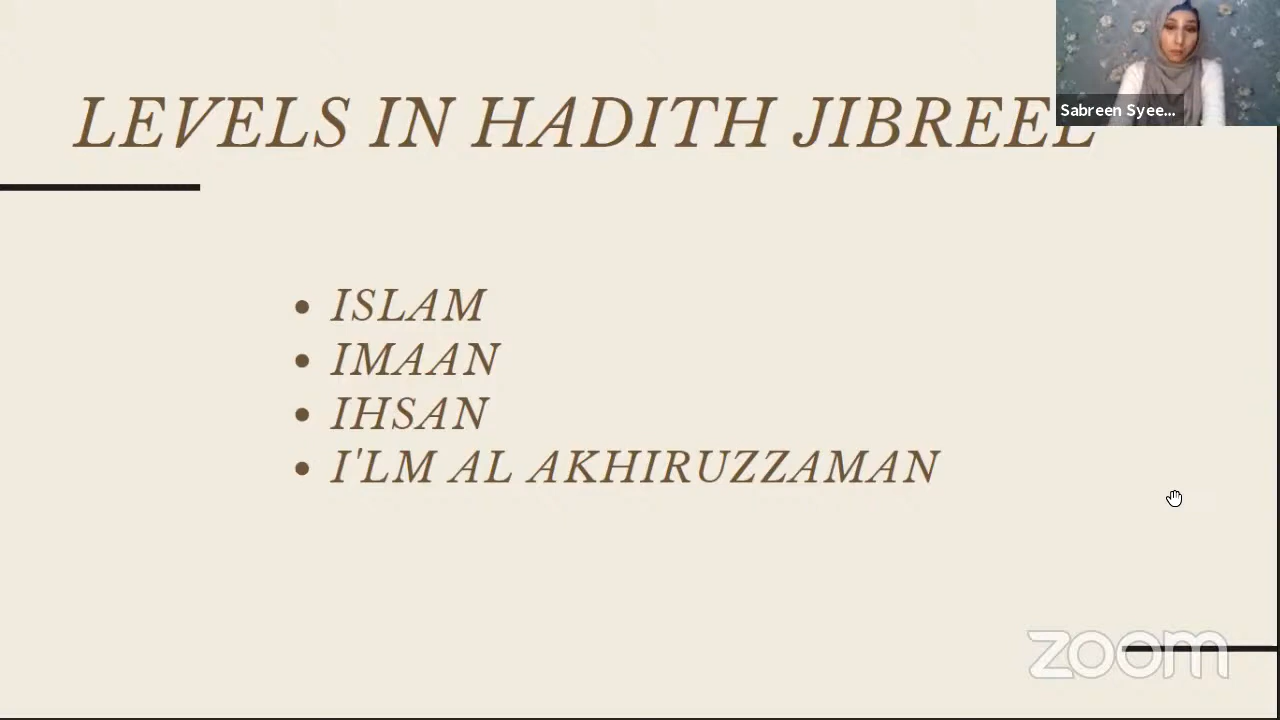 Sabreen Syee...
LEVELS IN HADITH JIBREEL
ISLAM
IMAAN
IHSAN
I'LM AL AKHIRUZZAMAN
zoom